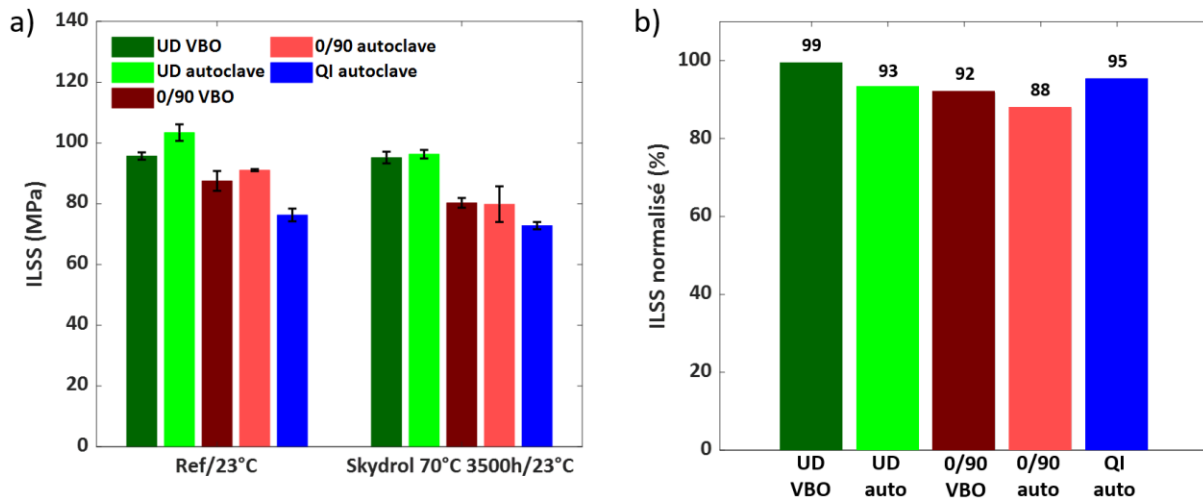 a)
140
120
100
80
60
40
20
0
ILSS (MPa)
UD VBO
UD autoclave
0/90 VBO
0/90 autoclave
QI autoclave
Ref/23°C
Skydrol 70°C 3500h/23°C
b)
100
80
60
40
20
0
ILSS normalisé (%)
99
93
92
88
95
UD
VBO
UD
auto
0/90
VBO
0/90
auto
QI
auto